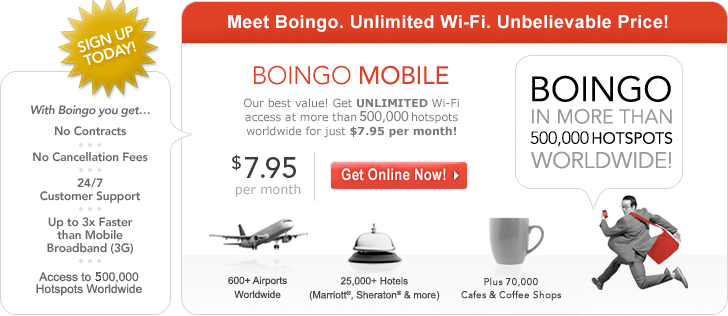 Meet Boingo. Unlimited Wi-Fi. Unbelievable Price!
SIGN UP
TODAY!
With Boingo you get...
No Contracts
No Cancellation Fees
24/7
Customer Support
Up to 3x Faster
than Mobile
Broadband (3G)
Access to 500,000
Hotspots Worldwide
BOINGO MOBILE
Our best value! Get UNLIMITED Wi-Fi
access at more than 500,000 hotspots
worldwide for just $7.95 per month!
$7.95
per month
Get Online Now!
BOINGO
IN MORE THAN
500,000 HOTSPOTS
WORLDWIDE!
600+ Airports
Worldwide
25,000+ Hotels
(Marriott®, Sheraton® & more)
Plus 70,000
Cafes & Coffee Shops